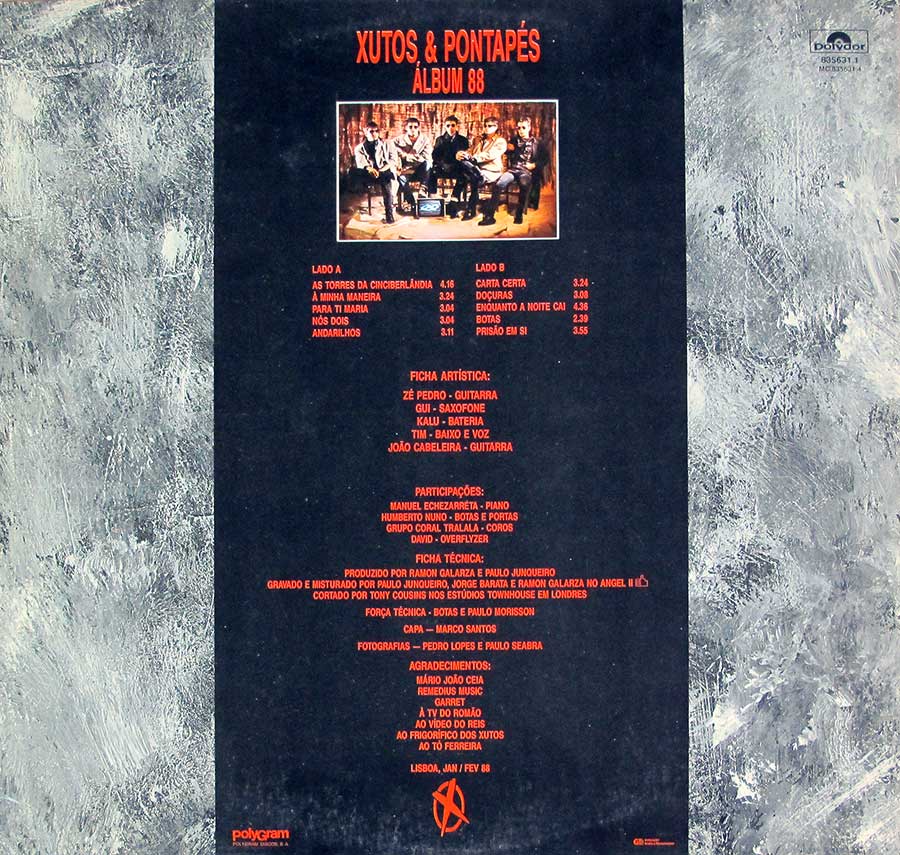 XUTOS & PONTAPÉS
ÁLBUM 88
polydor
835631.1
MC 835631.4
LADO A
AS TORRES DA CINCIBERLÂNDIA 4.16
À MINHA MANEIRA 3.24
PARA TI MARIA 3.04
NÓS DOIS 3.04
ANDARILHOS 3.11
LADO B
CARTA CERTA 3.24
DOÇURAS 3.08
ENQUANTO A NOITE CAI 4.36
BOTAS 2.39
PRISÃO EM SI 3.55
FICHA ARTÍSTICA:
ZÉ PEDRO - GUITARRA
GUI - SAXOFONE
KALU - BATERIA
TIM - BAIXO E VOZ
JOÃO CABELEIRA - GUITARRA
PARTICIPAÇÕES:
MANUEL ECHEZARRÉTA - PIANO
HUMBERTO NUNO - BOTAS E PORTAS
GRUPO CORAL TRALALA - COROS
DAVID - OVERFLYZER
FICHA TÉCNICA:
PRODUZIDO POR RAMON GALARZA E PAULO JUNQUEIRO
GRAVADO E MISTURADO POR PAULO JUNQUEIRO, JORGE BARATA E RAMON GALARZA NO ANGEL II
CORTADO POR TONY COUSINS NOS ESTÚDIOS TOWNHOUSE EM LONDRES
FORÇA TÉCNICA - BOTAS E PAULO MORISSON
CAPA — MARCO SANTOS
FOTOGRAFIAS — PEDRO LOPES E PAULO SEABRA
AGRADECIMENTOS:
MÁRIO JOÃO CEIA
REMEDIUS MUSIC
GARRET
À TV DO ROMÃO
AO VÍDEO DO REIS
AO FRIGORÍFICO DOS XUTOS
AO TÓ FERREIRA
LISBOA, JAN / FEV 88
X
polyGram
POLYGRAM DISCOS, S.A.